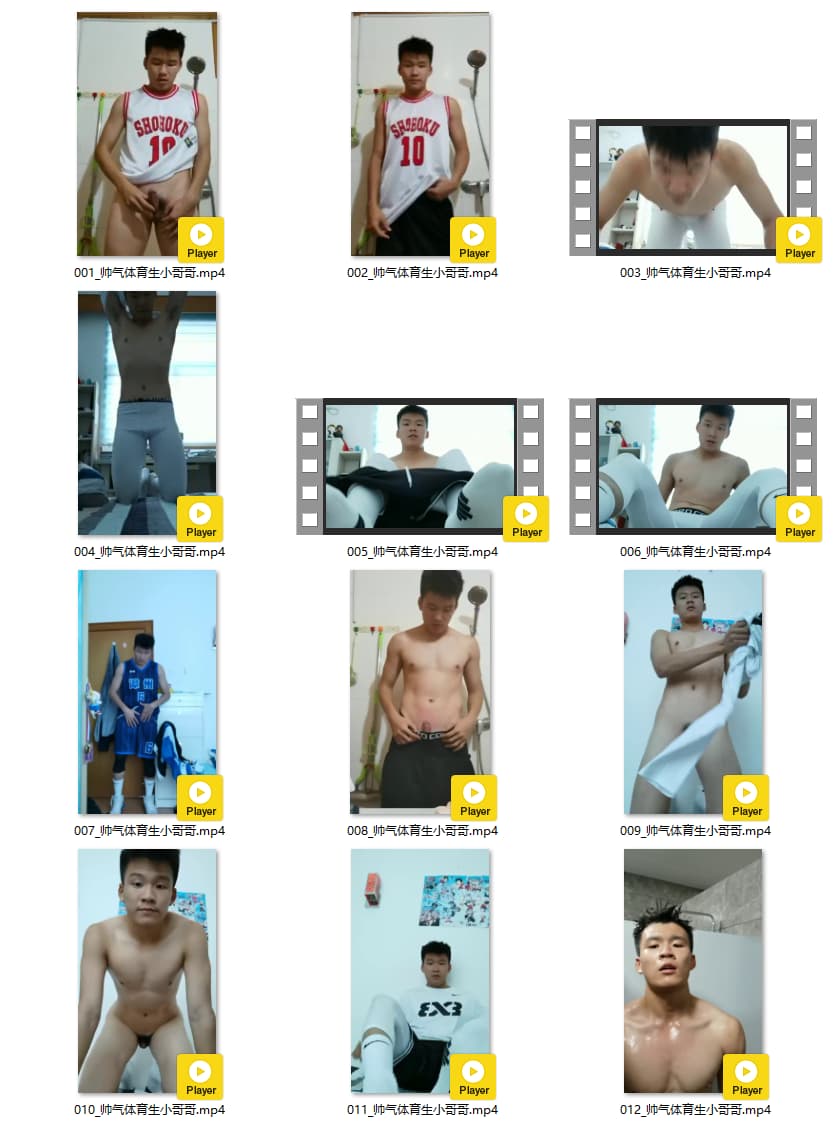 SHOHOKU
10
Player
001_帅气体育生小哥哥.mp4
SHOHOKU
10
Player
002_帅气体育生小哥哥.mp4
Player
003_帅气体育生小哥哥.mp4
Player
004_帅气体育生小哥哥.mp4
Player
005_帅气体育生小哥哥.mp4
Player
006_帅气体育生小哥哥.mp4
6
6
Player
007_帅气体育生小哥哥.mp4
Player
008_帅气体育生小哥哥.mp4
Player
009_帅气体育生小哥哥.mp4
Player
010_帅气体育生小哥哥.mp4
Player
011_帅气体育生小哥哥.mp4
Player
012_帅气体育生小哥哥.mp4